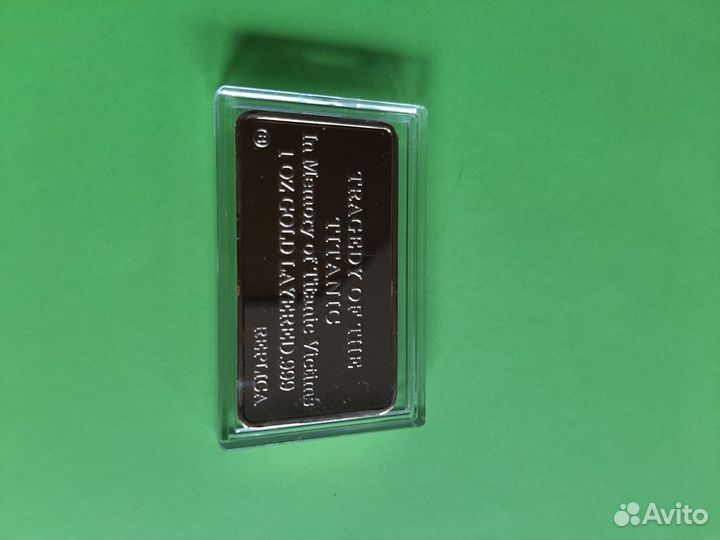 TRAGEDY OF THE
TITANIC
In Memory of Titanic Victims
1 OZ GOLD LAYERED .999
REPLICA
Avito